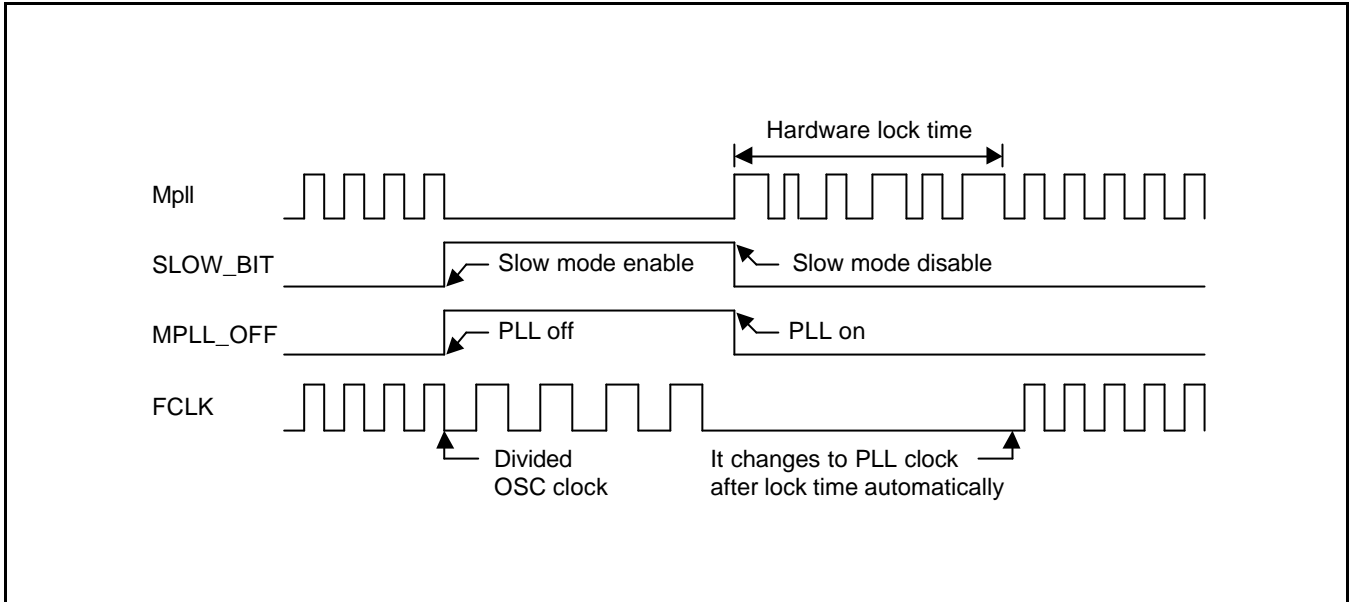 Hardware lock time
Mpll
SLOW_BIT
Slow mode enable
Slow mode disable
MPLL_OFF
PLL off
PLL on
FCLK
Divided
OSC clock
It changes to PLL clock
after lock time automatically